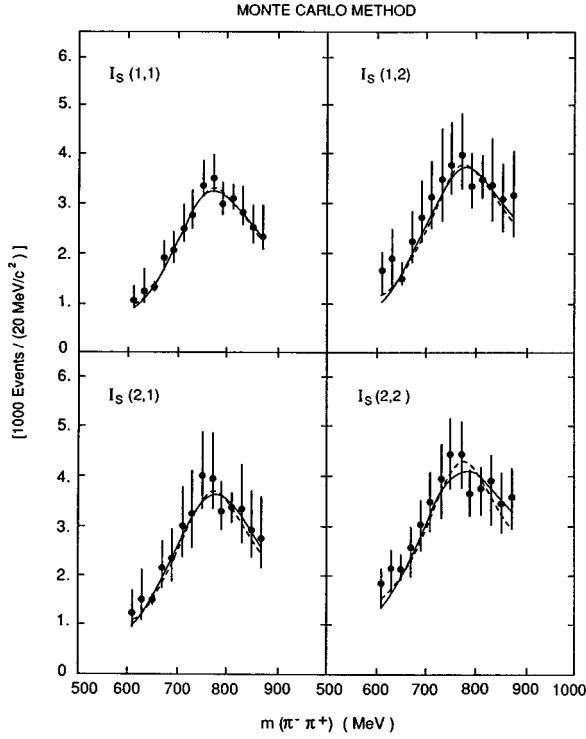 MONTE CARLO METHOD
6.
5.
4.
3.
2.
1.
0.
I_S (1,1)
I_S (1,2)
6.
5.
4.
3.
2.
1.
0.
I_S (2,1)
I_S (2,2)
500 600 700 800 900 500 600 700 800 900 1000
[1000 Events / (20 MeV/c²)]
m (π⁻ π⁺) (MeV)